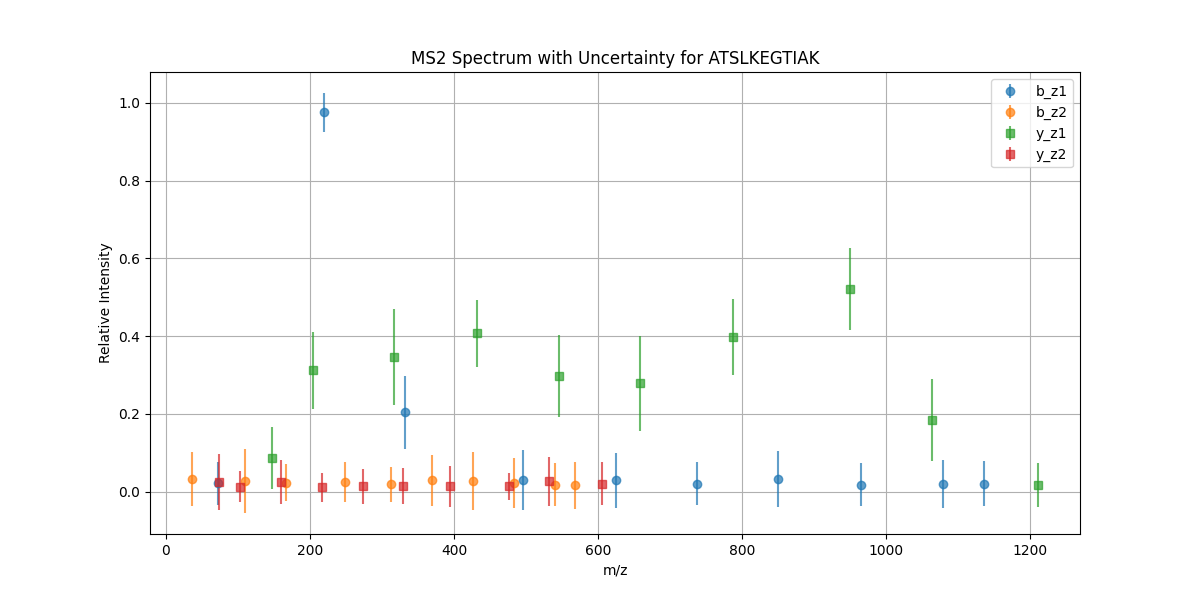 MS2 Spectrum with Uncertainty for ATSLKEGTIAK
b_z1
b_z2
y_z1
y_z2
1.0
0.8
0.6
0.4
0.2
0.0
Relative Intensity
0 200 400 600 800 1000 1200
m/z